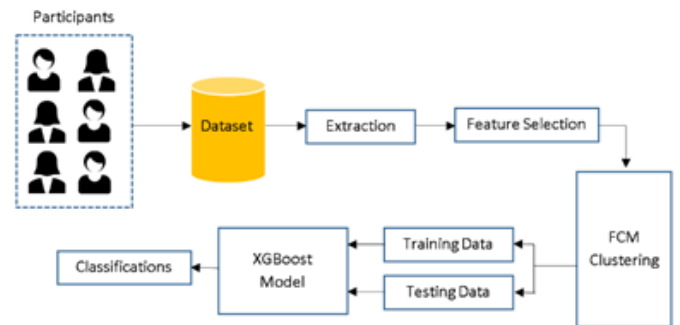 Participants
Dataset
Extraction
Feature Selection
FCM
Clustering
Training Data
Testing Data
XGBoost
Model
Classifications